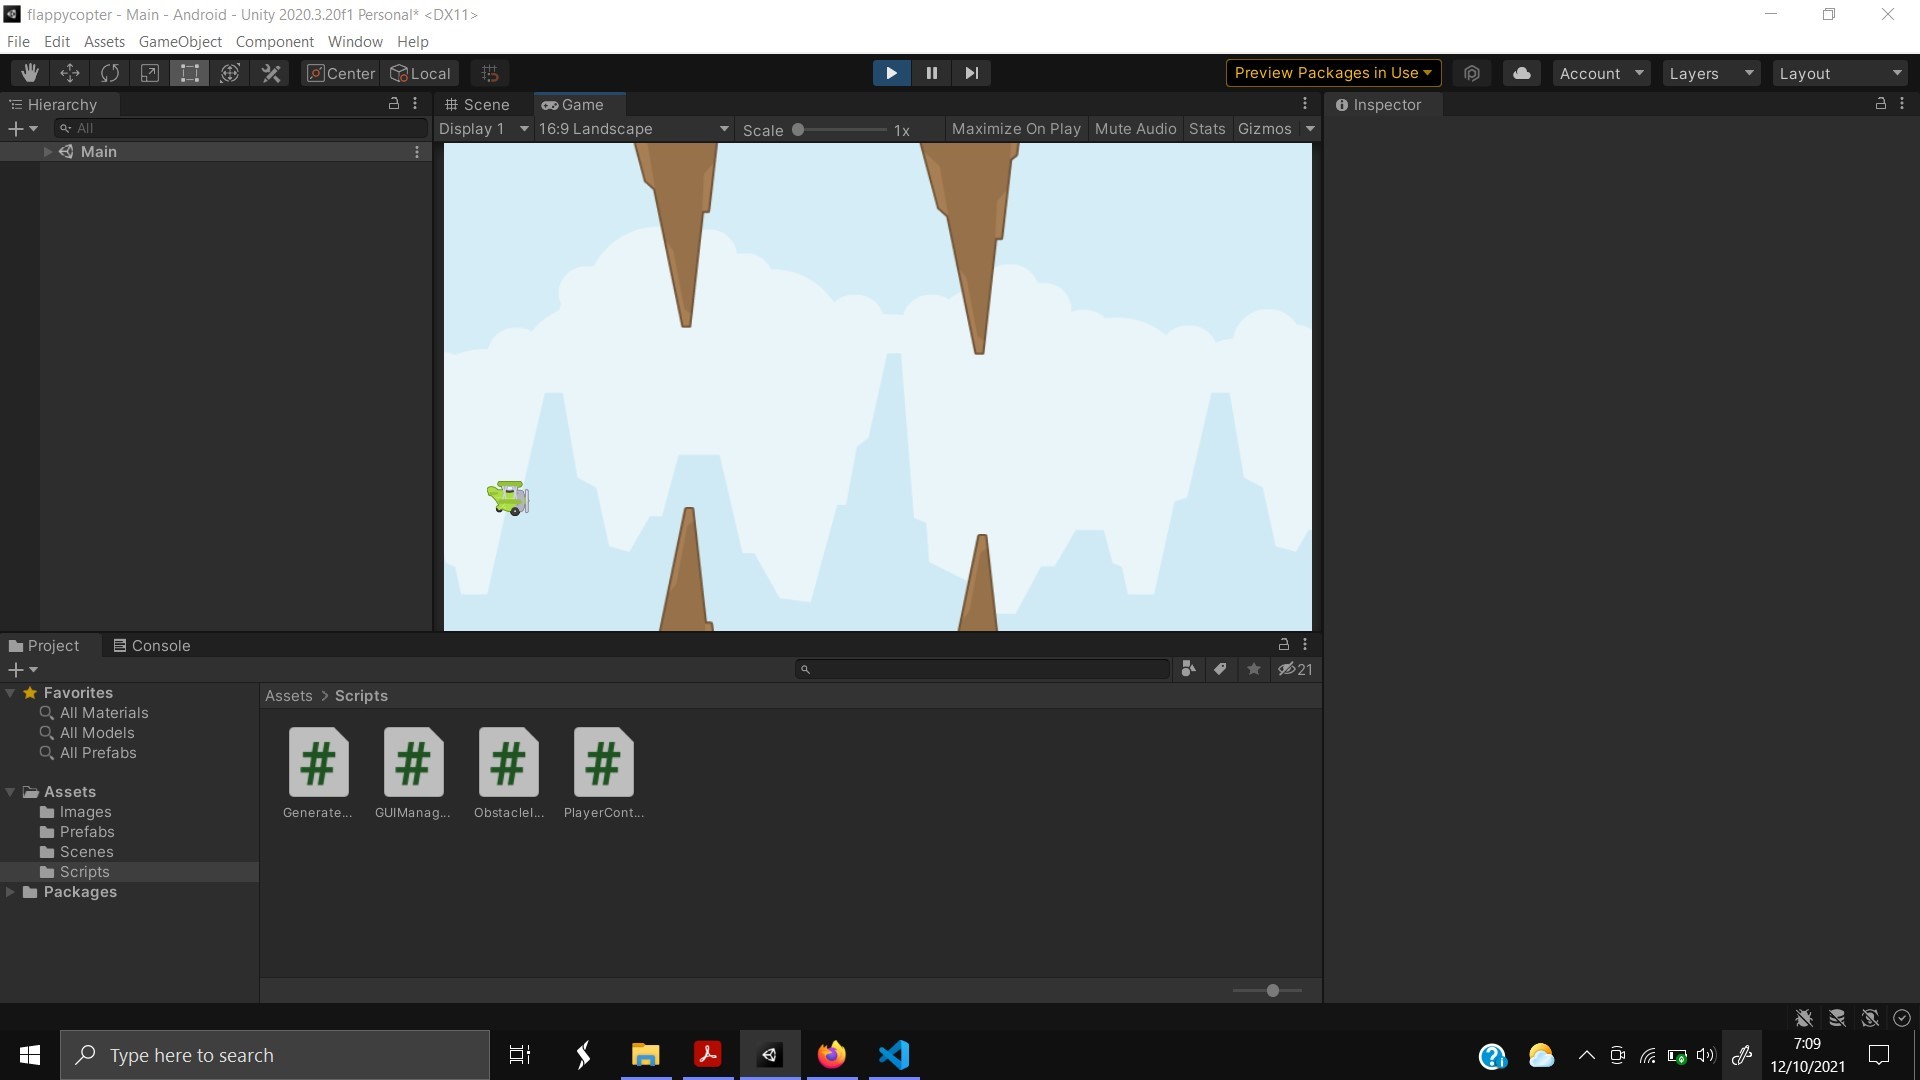 flappycopter - Main - Android - Unity 2020.3.20f1 Personal* <DX11>
File Edit Assets GameObject Component Window Help
Center Local Preview Packages in Use Account Layers Layout
Hierarchy Scene Game Inspector
All Display 1 16:9 Landscape Scale 1x Maximize On Play Mute Audio Stats Gizmos
Main
Project Console
21
Favorites Assets > Scripts
All Materials
All Models
All Prefabs
Assets
Images
Prefabs
Scenes
Scripts
Packages
Generate... GUIManag... ObstacleI... PlayerCont...
Type here to search
7:09
12/10/2021